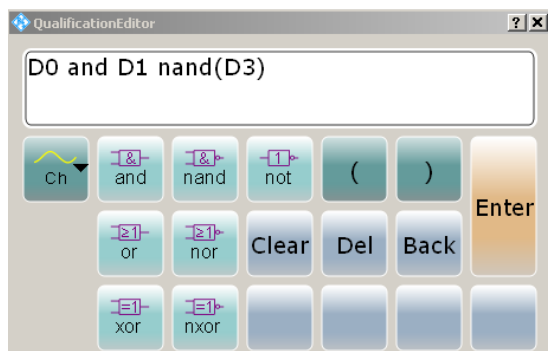 QualificationEditor
D0 and D1 nand(D3)
Ch
&
and
&
nand
1
not
(
)
Enter
≥1
or
≥1
nor
Clear
Del
Back
=1
xor
=1
nxor